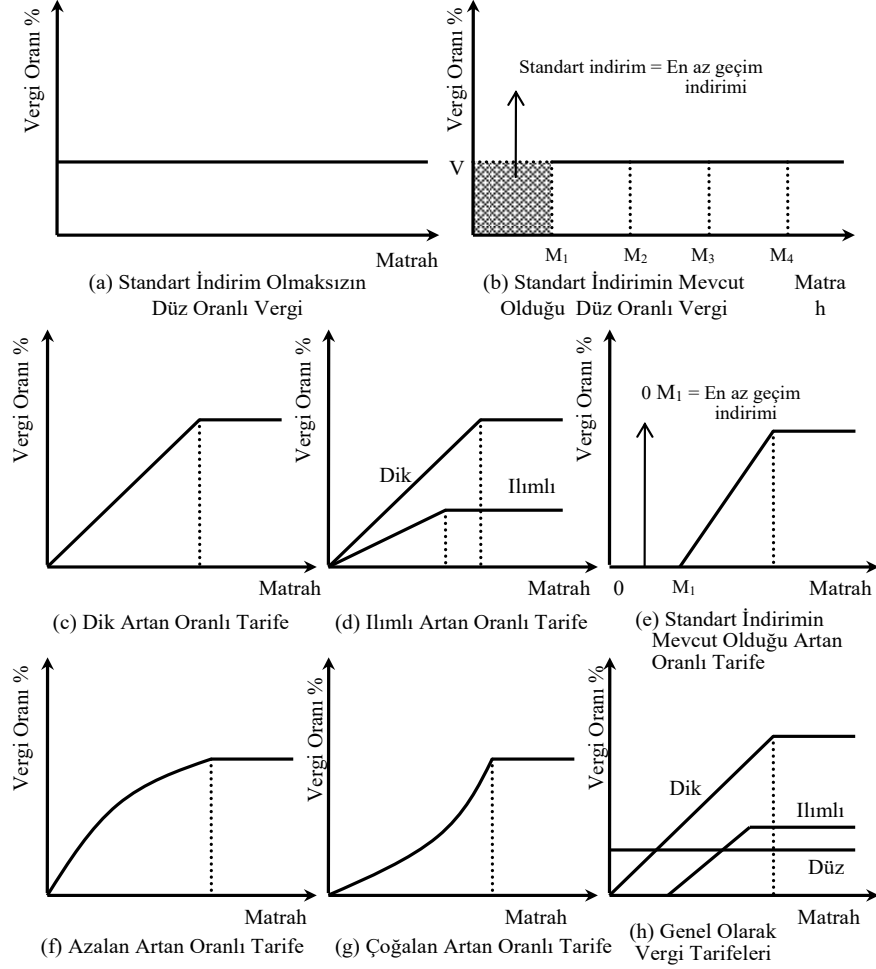 Vergi Oranı %
Matrah
(a) Standart İndirim Olmaksızın
Düz Oranlı Vergi
Vergi Oranı %
Standart indirim = En az geçim
indirimi
V
M1
M2
M3
M4
(b) Standart İndirimin Mevcut
Olduğu Düz Oranlı Vergi
Matra
h
Vergi Oranı %
Matrah
(c) Dik Artan Oranlı Tarife
Vergi Oranı %
Dik
Ilımlı
Matrah
(d) Ilımlı Artan Oranlı Tarife
Vergi Oranı %
0 M1 = En az geçim
indirimi
0
M1
Matrah
(e) Standart İndirimin
Mevcut Olduğu Artan
Oranlı Tarife
Vergi Oranı %
Matrah
(f) Azalan Artan Oranlı Tarife
Vergi Oranı %
Matrah
(g) Çoğalan Artan Oranlı Tarife
Vergi Oranı %
Dik
Ilımlı
Düz
Matrah
(h) Genel Olarak
Vergi Tarifeleri